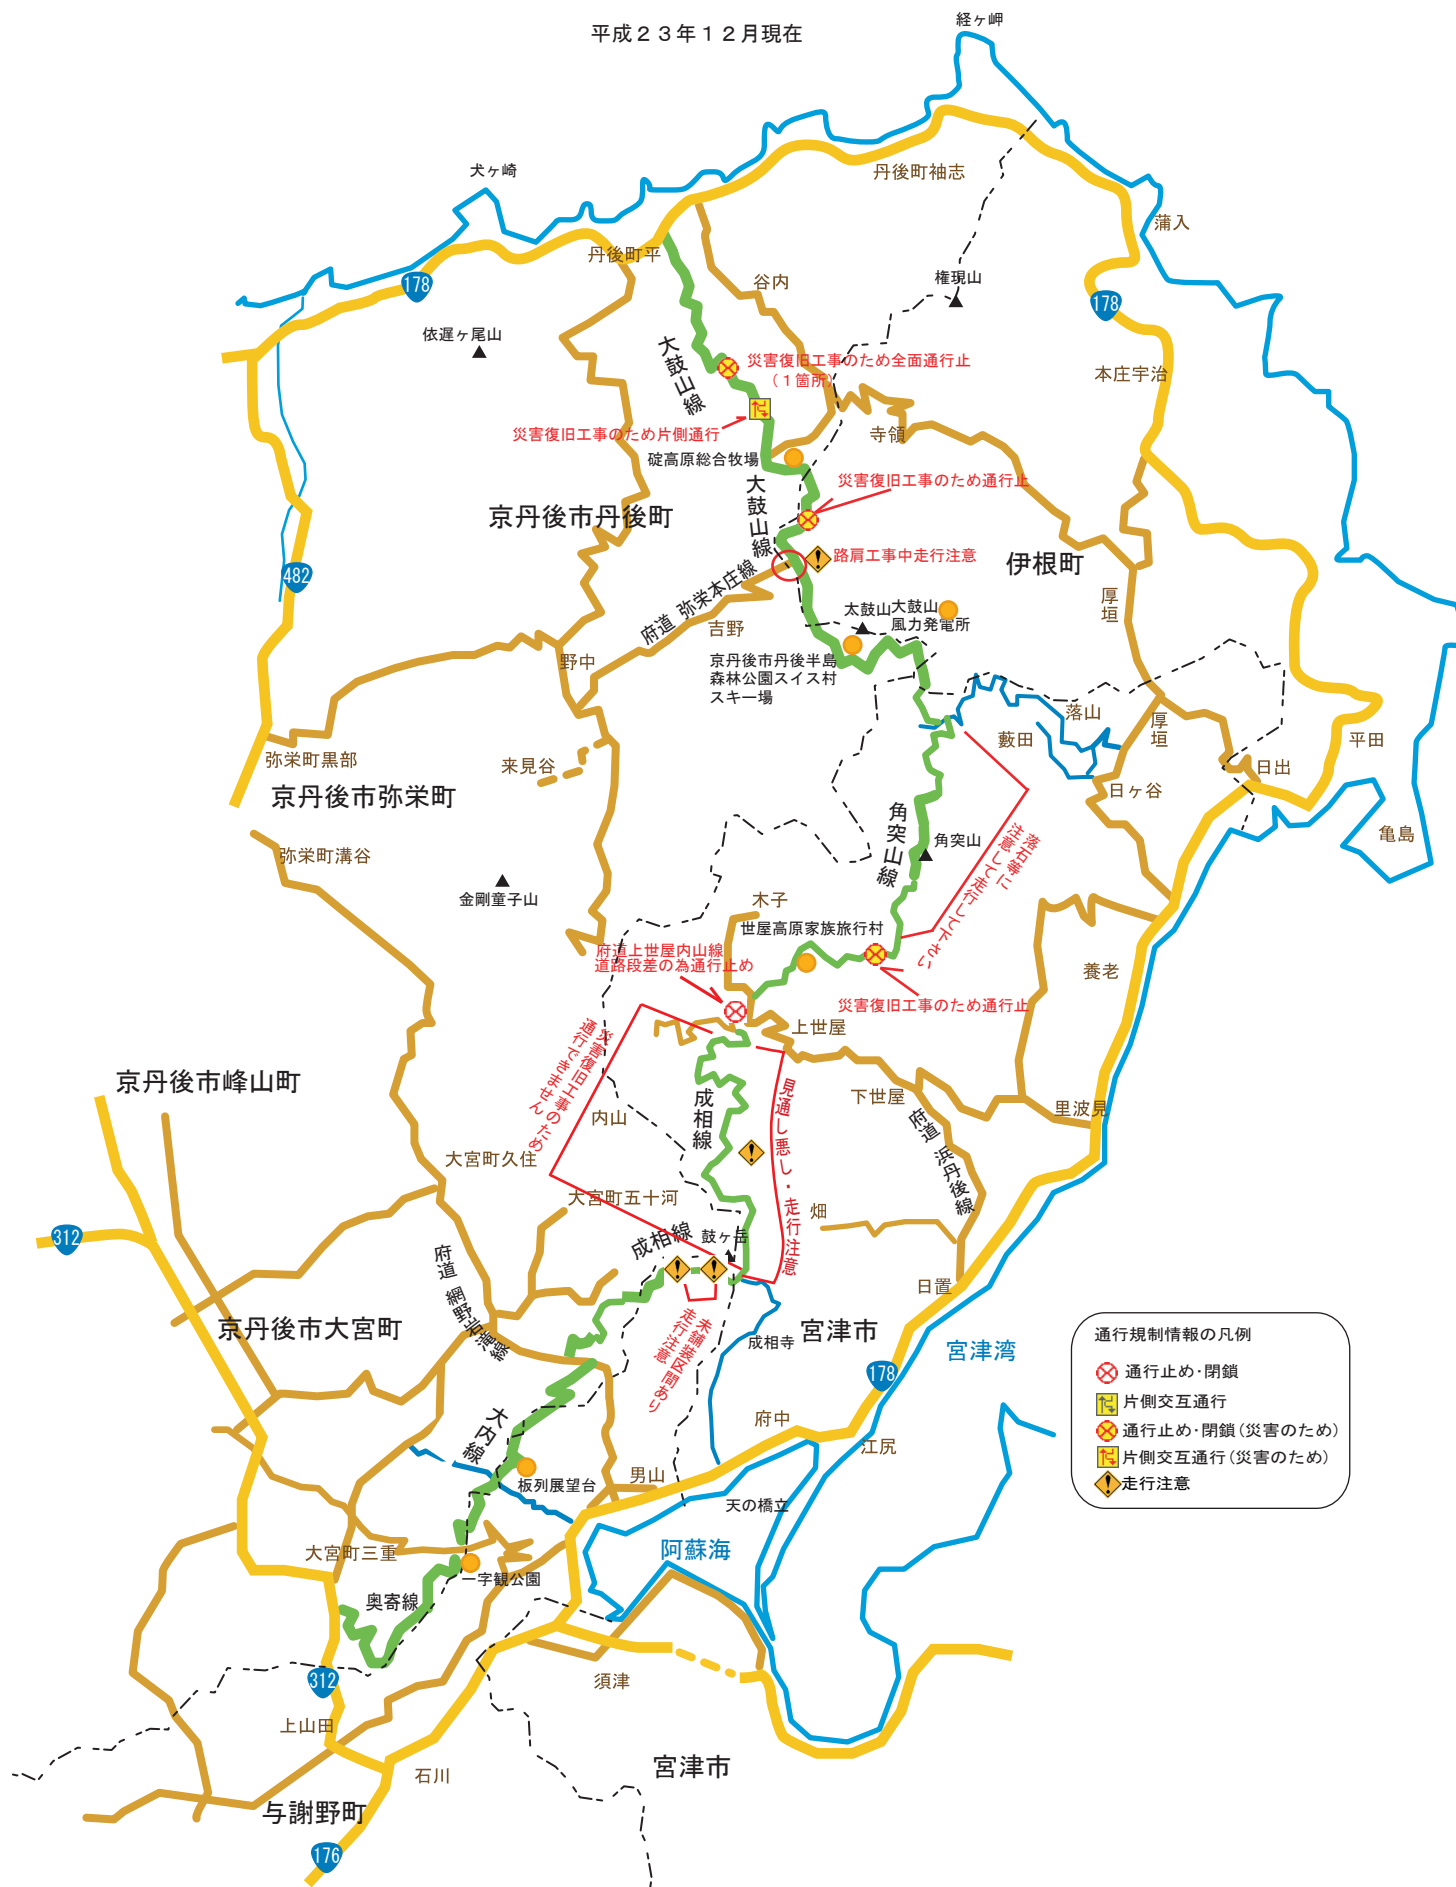 平成２３年１２月現在
経ヶ岬
犬ヶ崎
丹後町袖志
蒲入
丹後町平
178
谷内
権現山
178
依遅ヶ尾山
大鼓山線
災害復旧工事のため全面通行止
（１箇所）
本庄宇治
災害復旧工事のため片側通行
寺領
碇高原総合牧場
災害復旧工事のため通行止
大鼓山線
京丹後市丹後町
路肩工事中走行注意
伊根町
482
府道 弥栄本庄線
厚垣
太鼓山
大鼓山
風力発電所
吉野
野中
京丹後市丹後半島
森林公園スイス村
スキー場
落山
厚垣
藪田
平田
弥栄町黒部
来見谷
日出
京丹後市弥栄町
日ヶ谷
角突山線
角突山
亀島
落石等に
注意して走行して下さい
弥栄町溝谷
金剛童子山
木子
世屋高原家族旅行村
府道上世屋内山線
道路段差の為通行止め
養老
災害復旧工事のため通行止
上世屋
災害復旧工事のため
通行できません
京丹後市峰山町
見通し悪し・走行注意
成相線
内山
下世屋
里波見
府道 浜丹後線
大宮町久住
大宮町五十河
畑
312
成相線
鼓ヶ岳
府道 網野岩滝線
日置
京丹後市大宮町
未舗装区間あり
走行注意
成相寺
宮津市
宮津湾
178
通行規制情報の凡例
通行止め･閉鎖
片側交互通行
通行止め･閉鎖(災害のため)
片側交互通行(災害のため)
走行注意
大内線
府中
江尻
板列展望台
男山
天の橋立
大宮町三重
阿蘇海
一字観公園
奥寄線
312
須津
上山田
石川
宮津市
与謝野町
176